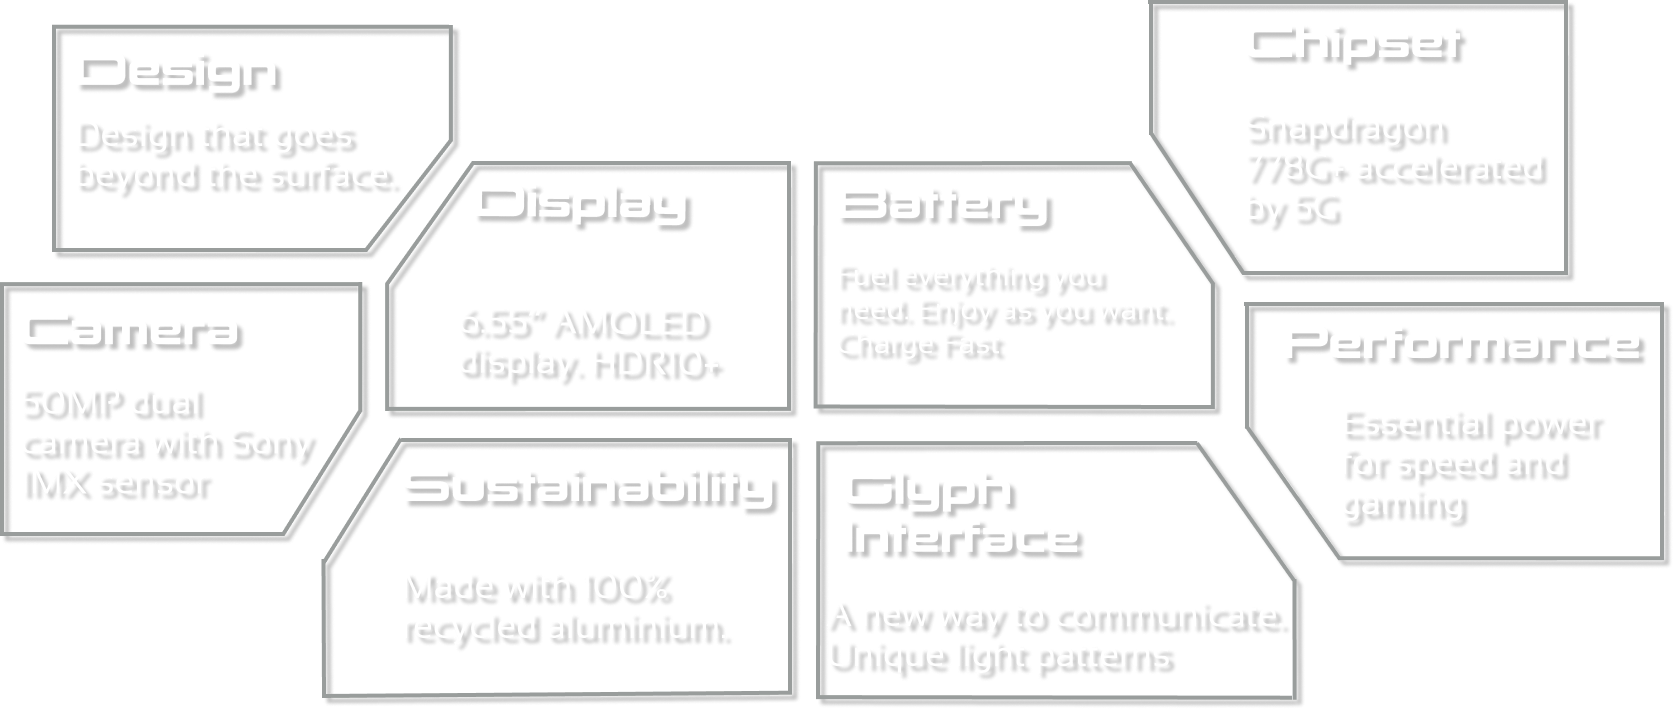 Design
Design that goes
beyond the surface.
Camera
50MP dual
camera with Sony
IMX sensor
Display
6.55” AMOLED
display. HDR10+
Sustainability
Made with 100%
recycled aluminium.
Battery
Fuel everything you
need. Enjoy as you want.
Charge Fast
Glyph
Interface
A new way to communicate.
Unique light patterns
Chipset
Snapdragon
778G+ accelerated
by 5G
Performance
Essential power
for speed and
gaming